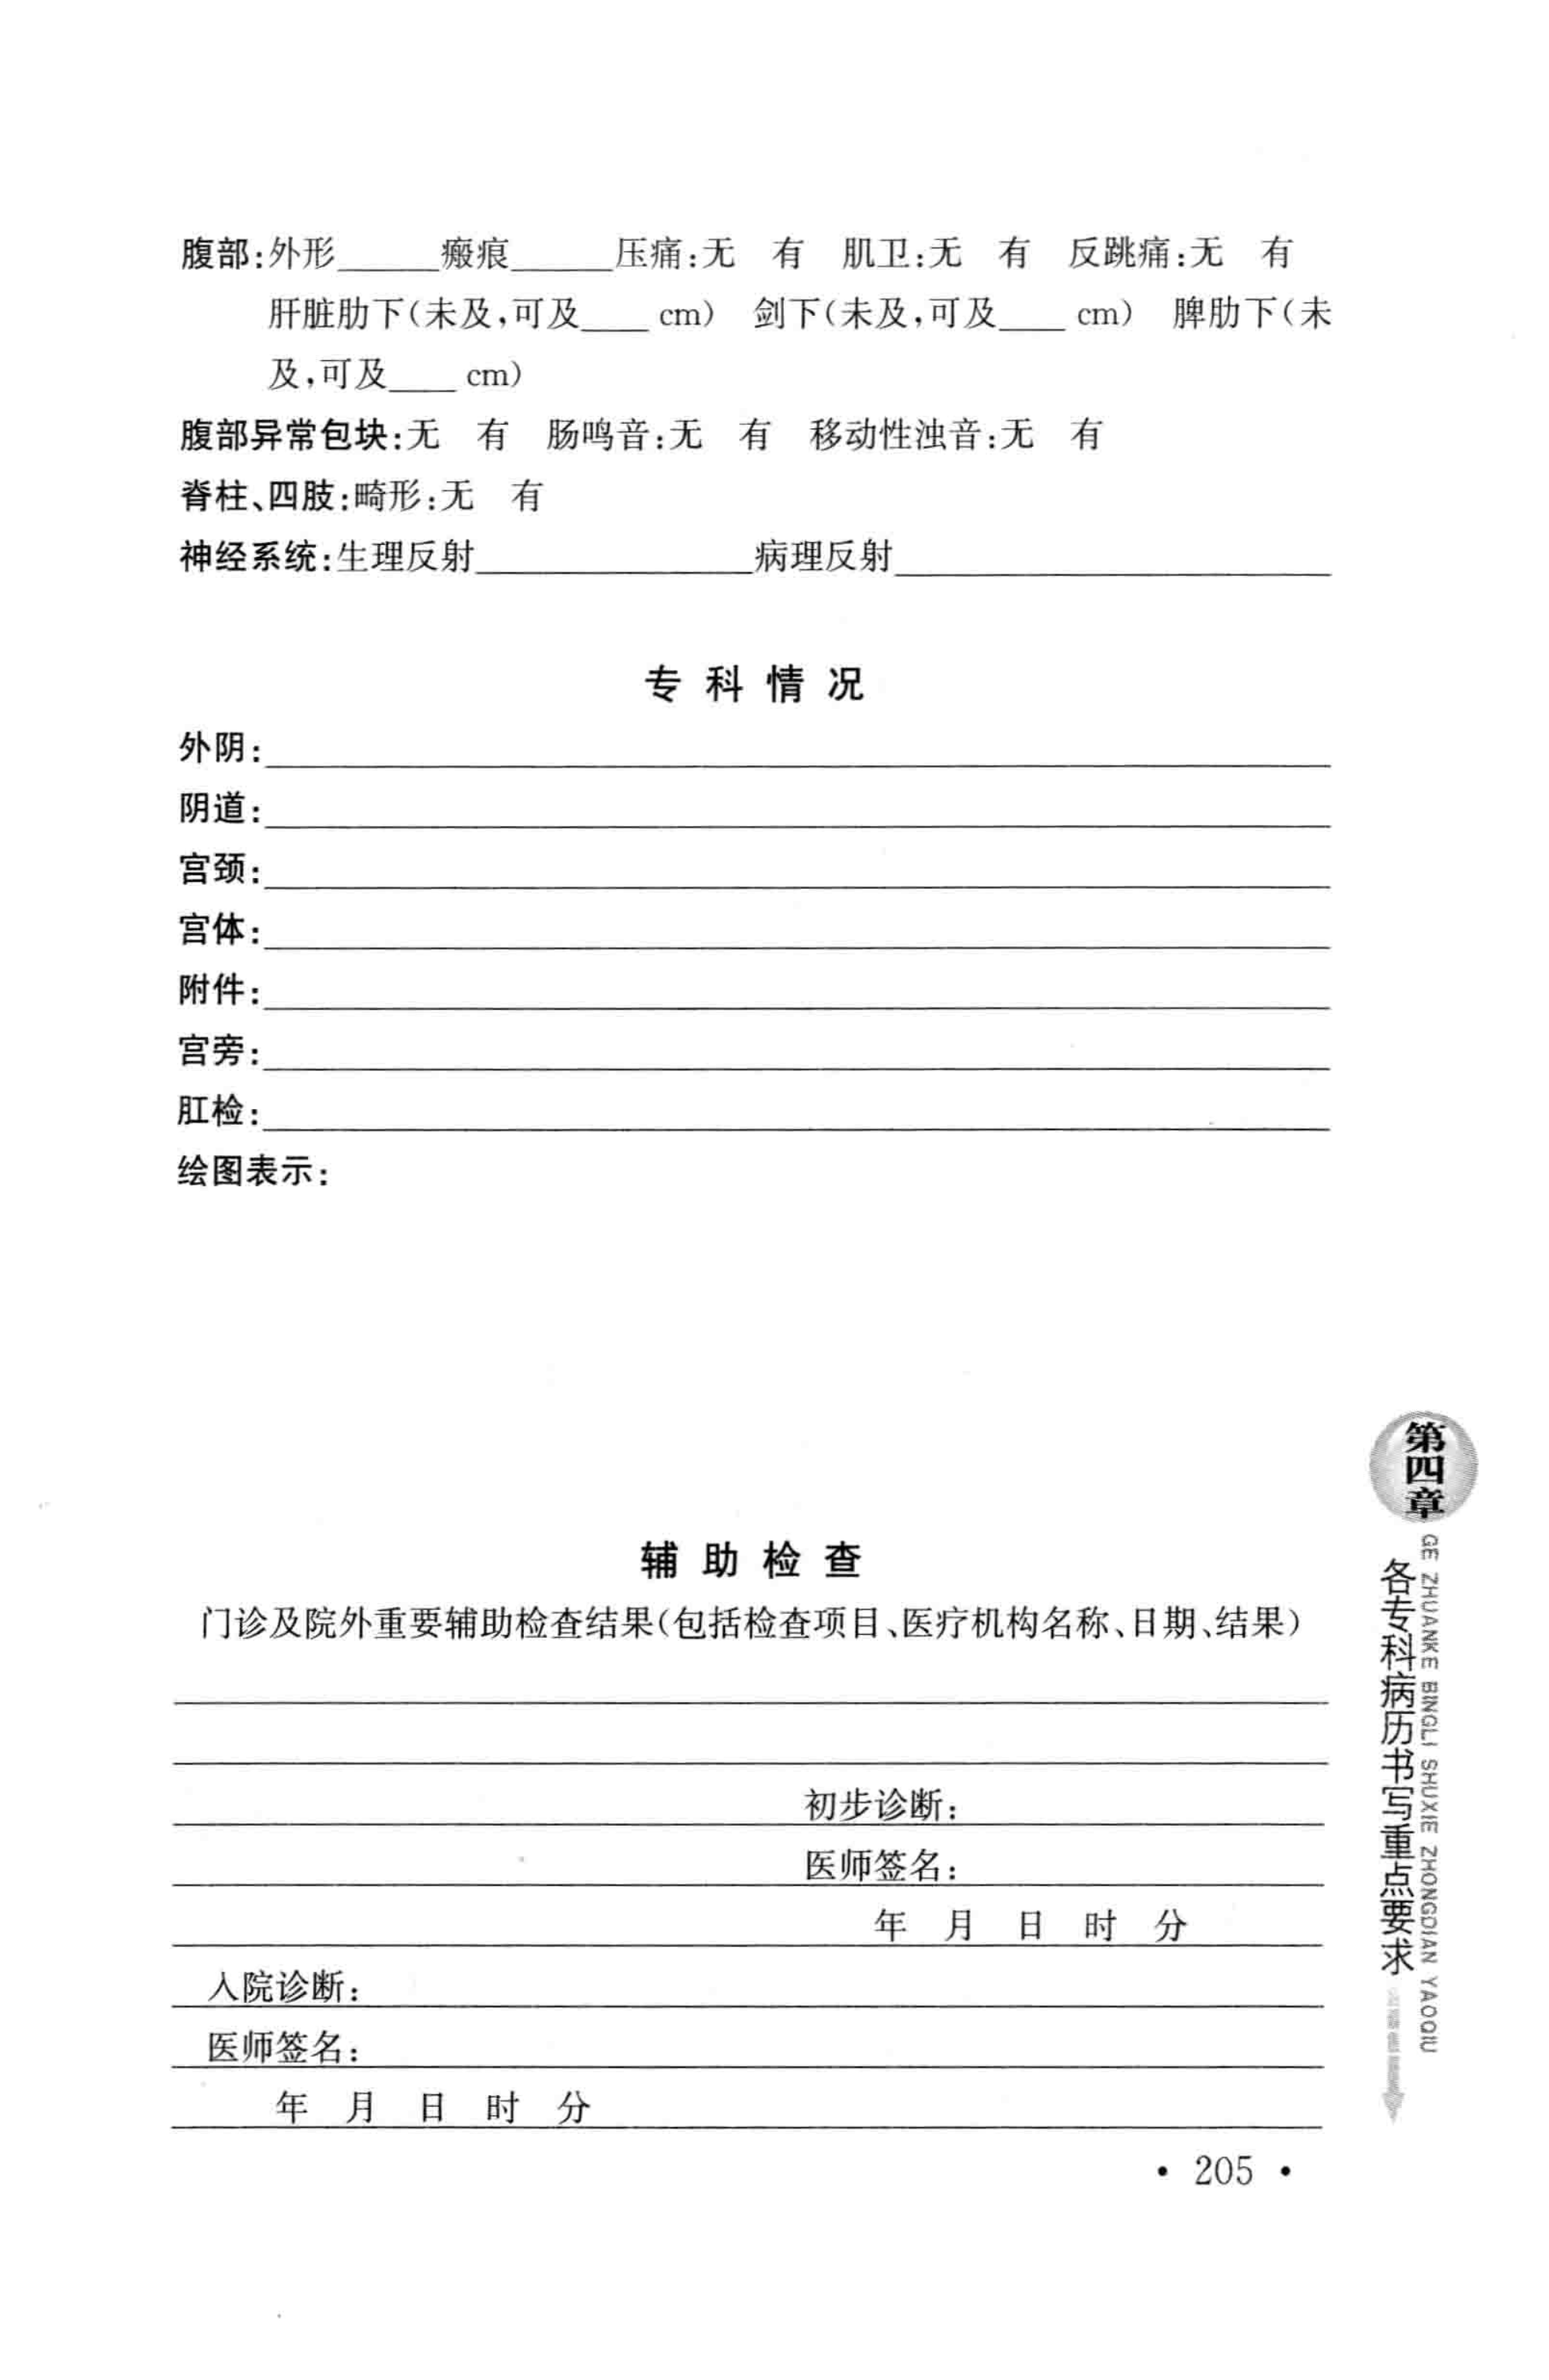 腹部:外形______瘢痕______压痛:无　有　肌卫:无　有　反跳痛:无　有
肝脏肋下(未及,可及____ cm)　剑下(未及,可及____ cm)　脾肋下(未
及,可及____ cm)
腹部异常包块:无　有　肠鸣音:无　有　移动性浊音:无　有
脊柱、四肢:畸形:无　有
神经系统:生理反射________________病理反射________________________
专科情况
外阴:
阴道:
宫颈:
宫体:
附件:
宫旁:
肛检:
绘图表示:
辅助检查
门诊及院外重要辅助检查结果(包括检查项目、医疗机构名称、日期、结果)
初步诊断:
医师签名:
年　月　日　时　分
入院诊断:
医师签名:
年　月　日　时　分
第四章
各专科病历书写重点要求
GE ZHUANKE BINGLI SHUXIE ZHONGDIAN YAOQIU
· 205 ·